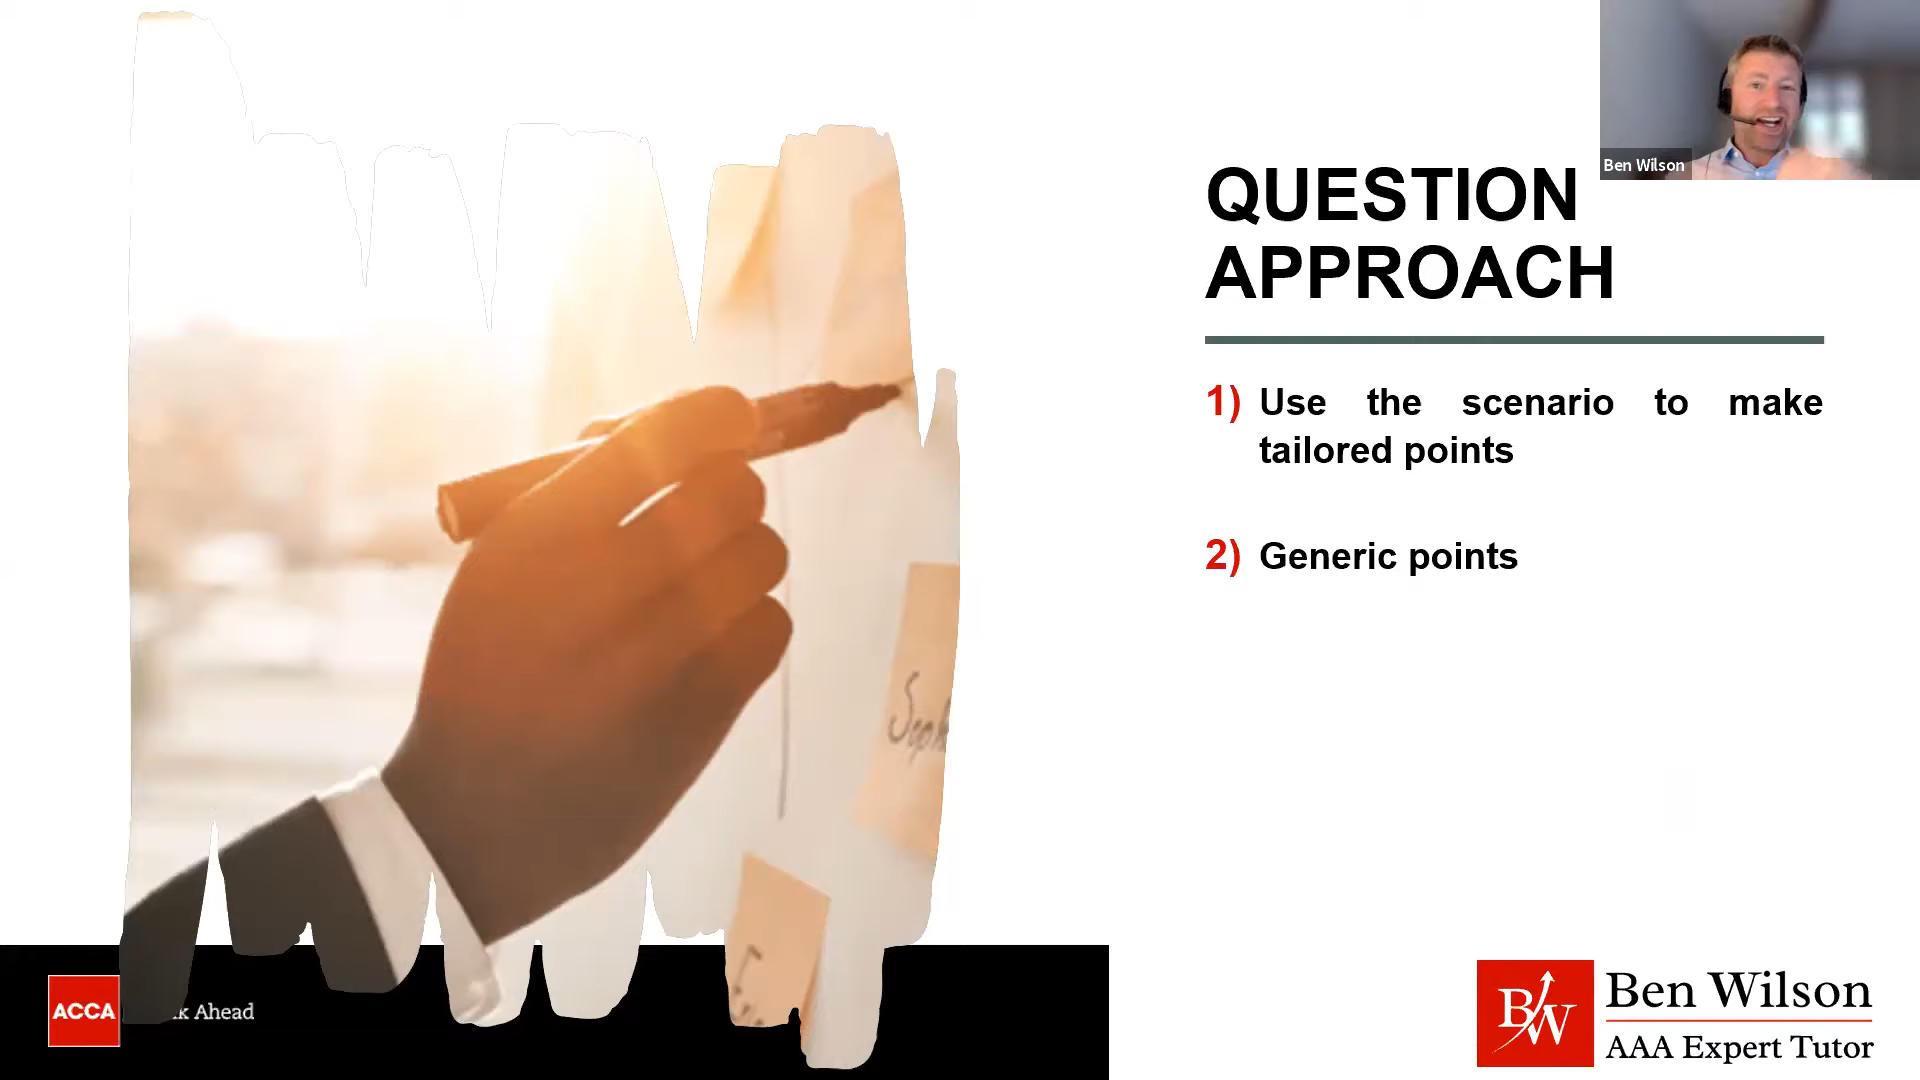 Ben Wilson
QUESTION
APPROACH
1) Use the scenario to make
tailored points
2) Generic points
ACCA
Ahead
BW
Ben Wilson
AAA Expert Tutor